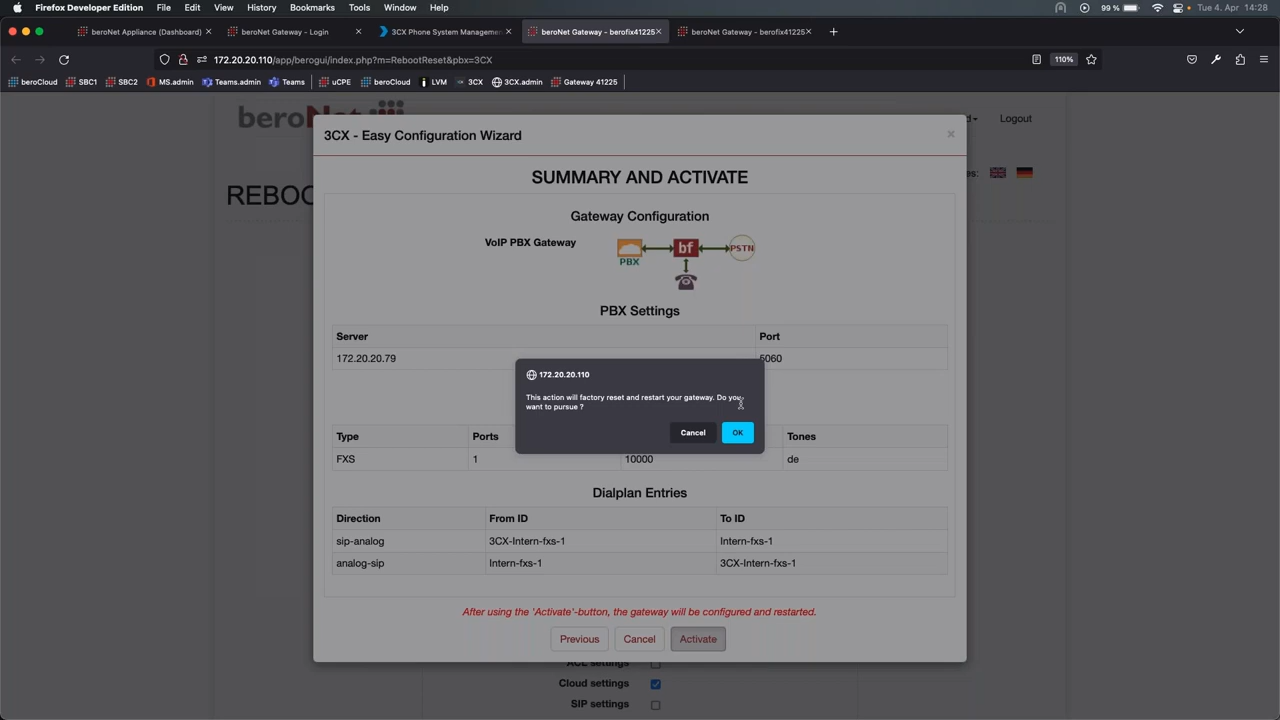 Firefox Developer Edition File Edit View History Bookmarks Tools Window Help 99 % Tue 4. Apr 14:28
beroNet Appliance (Dashboard) × beroNet Gateway - Login × 3CX Phone System Managemen × beroNet Gateway - berofix41225 × beroNet Gateway - berofix41225 × +
172.20.20.110/app/berogui/index.php?m=RebootReset&pbx=3CX 110%
beroCloud SBC1 SBC2 MS.admin Teams.admin Teams uCPE beroCloud LVM 3CX 3CX.admin Gateway 41225
beroNet
Logout
3CX - Easy Configuration Wizard ×
es:
REBOO
SUMMARY AND ACTIVATE
Gateway Configuration
VoIP PBX Gateway
PBX bf PSTN
PBX Settings
Server Port
172.20.20.79 5060
172.20.20.110
This action will factory reset and restart your gateway. Do you
want to pursue ?
Cancel OK
Type Ports Tones
FXS 1 10000 de
Dialplan Entries
Direction From ID To ID
sip-analog 3CX-Intern-fxs-1 Intern-fxs-1
analog-sip Intern-fxs-1 3CX-Intern-fxs-1
After using the 'Activate'-button, the gateway will be configured and restarted.
Previous Cancel Activate
ACL settings
Cloud settings
SIP settings